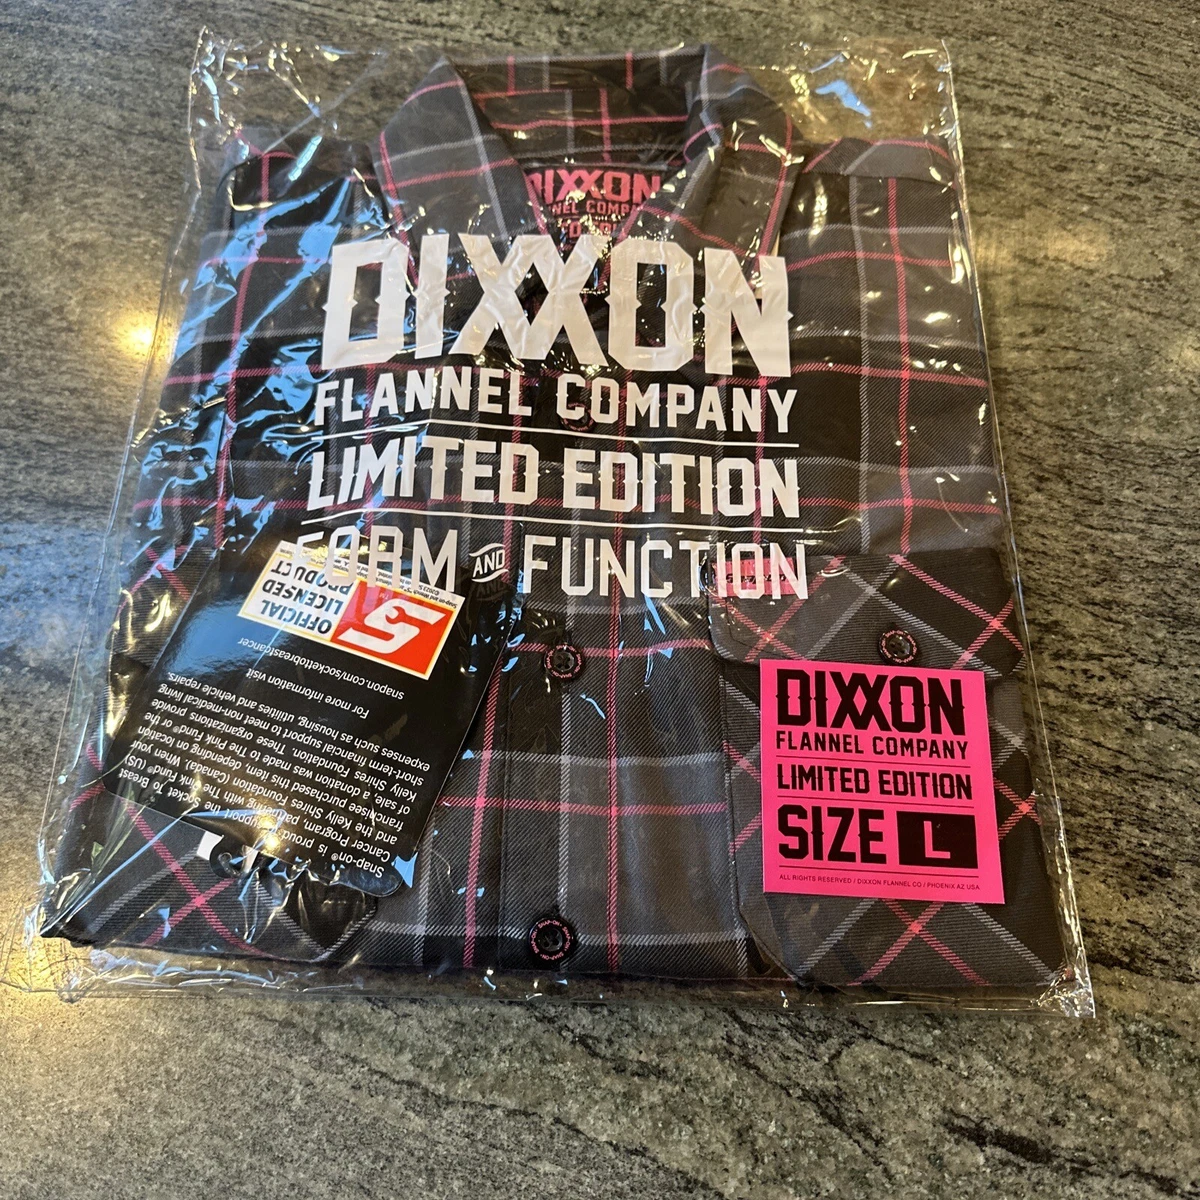 DIXXON
DIXXON
FLANNEL COMPANY
LIMITED EDITION
FORM AND FUNCTION
DIXXON
FLANNEL COMPANY
LIMITED EDITION
SIZE L
ALL RIGHTS RESERVED / DIXXON FLANNEL CO / PHOENIX AZ USA
Snap-on® is proud to support the Socket To Breast
Cancer Program, partnering with The Pink Fund® (US)
and the Kelly Shires Foundation (Canada). When your
franchisee purchased this item, depending on location
of sale a donation was made to The Pink Fund® or the
Kelly Shires Foundation. These organizations provide
short-term financial support to meet non-medical living
expenses such as housing, utilities and vehicle repairs.
For more information visit
snapon.com/sockettobreastcancer
OFFICIAL
LICENSED
PRODUCT
S
SNAP-ON
SNAP-ON